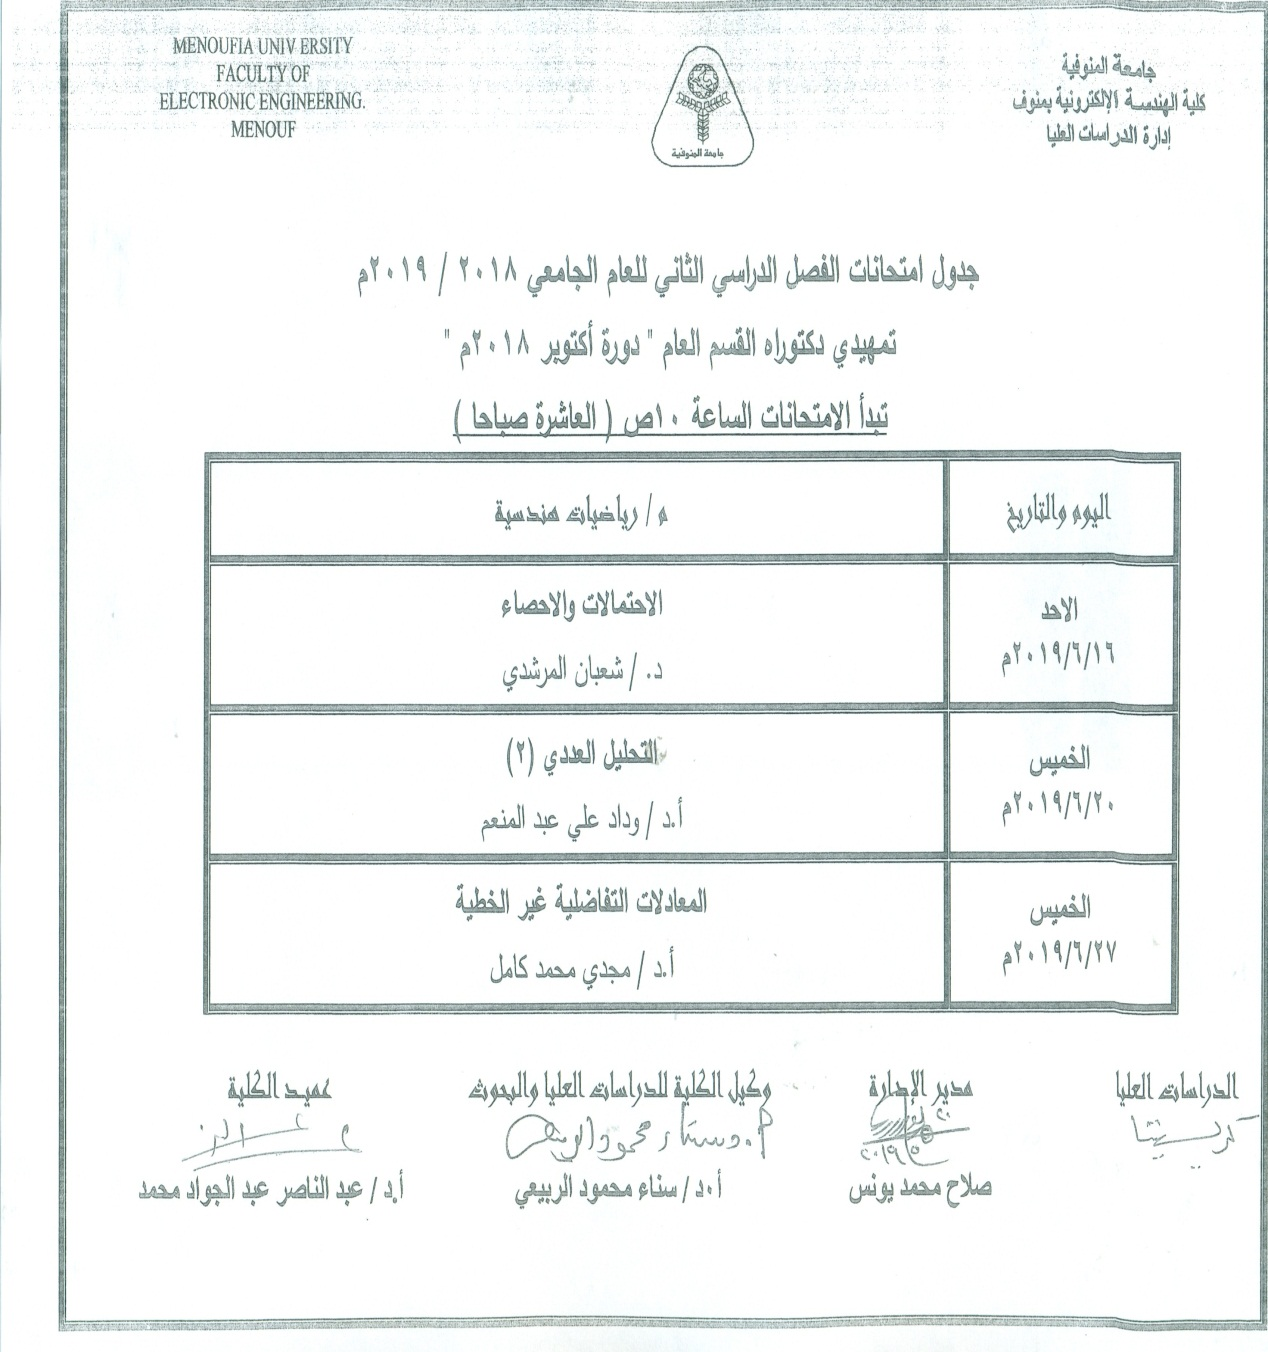 جامعة المنوفية
كلية الهندسة الإلكترونية بمنوف
إدارة الدراسات العليا
جامعة المنوفية
MENOUFIA UNIV ERSITY
FACULTY OF
ELECTRONIC ENGINEERING.
MENOUF
جدول امتحانات الفصل الدراسي الثاني للعام الجامعي ٢٠١٨ / ٢٠١٩م
تمهيدي دكتوراه القسم العام " دورة أكتوبر ٢٠١٨م "
تبدأ الامتحانات الساعة ١٠ص ( العاشرة صباحا )
اليوم والتاريخ
م/ رياضيات هندسية
الاحد
٢٠١٩/٦/١٦م
الاحتمالات والاحصاء
د. / شعبان المرشدي
الخميس
٢٠١٩/٦/٢٠م
التحليل العددي (٢)
أ.د / وداد علي عبد المنعم
الخميس
٢٠١٩/٦/٢٧م
المعادلات التفاضلية غير الخطية
أ.د / مجدي محمد كامل
الدراسات العليا
مدير الإدارة
صلاح محمد يونس
وكيل الكلية للدراسات العليا والبحوث
أ.د/ سناء محمود الربيعي
عميد الكلية
أ.د/ عبد الناصر عبد الجواد محمد